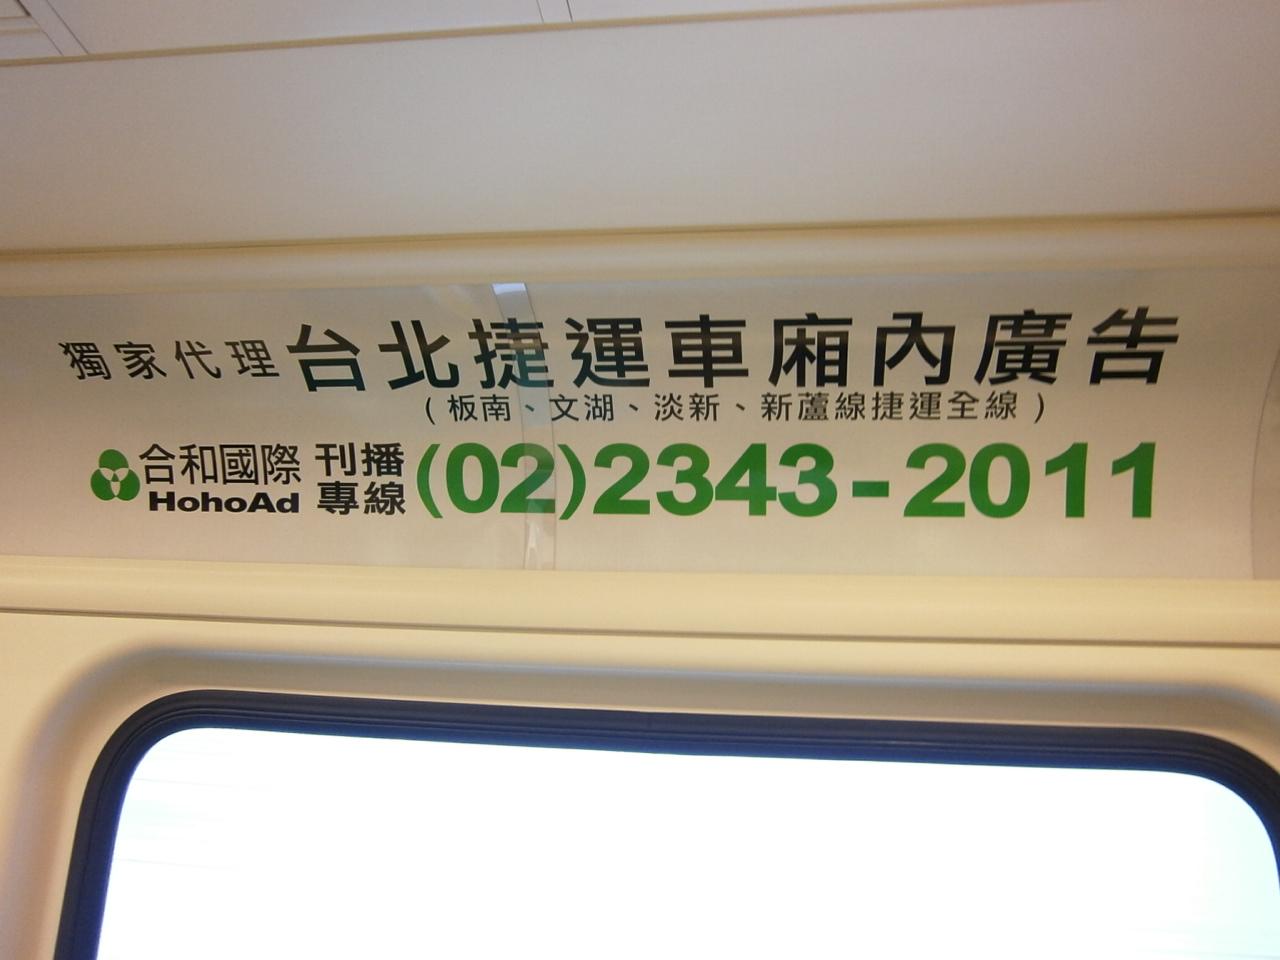 獨家代理台北捷運車廂內廣告
(板南、文湖、淡新、新蘆線捷運全線)
合和國際 HohoAd 刊播專線 (02)2343-2011